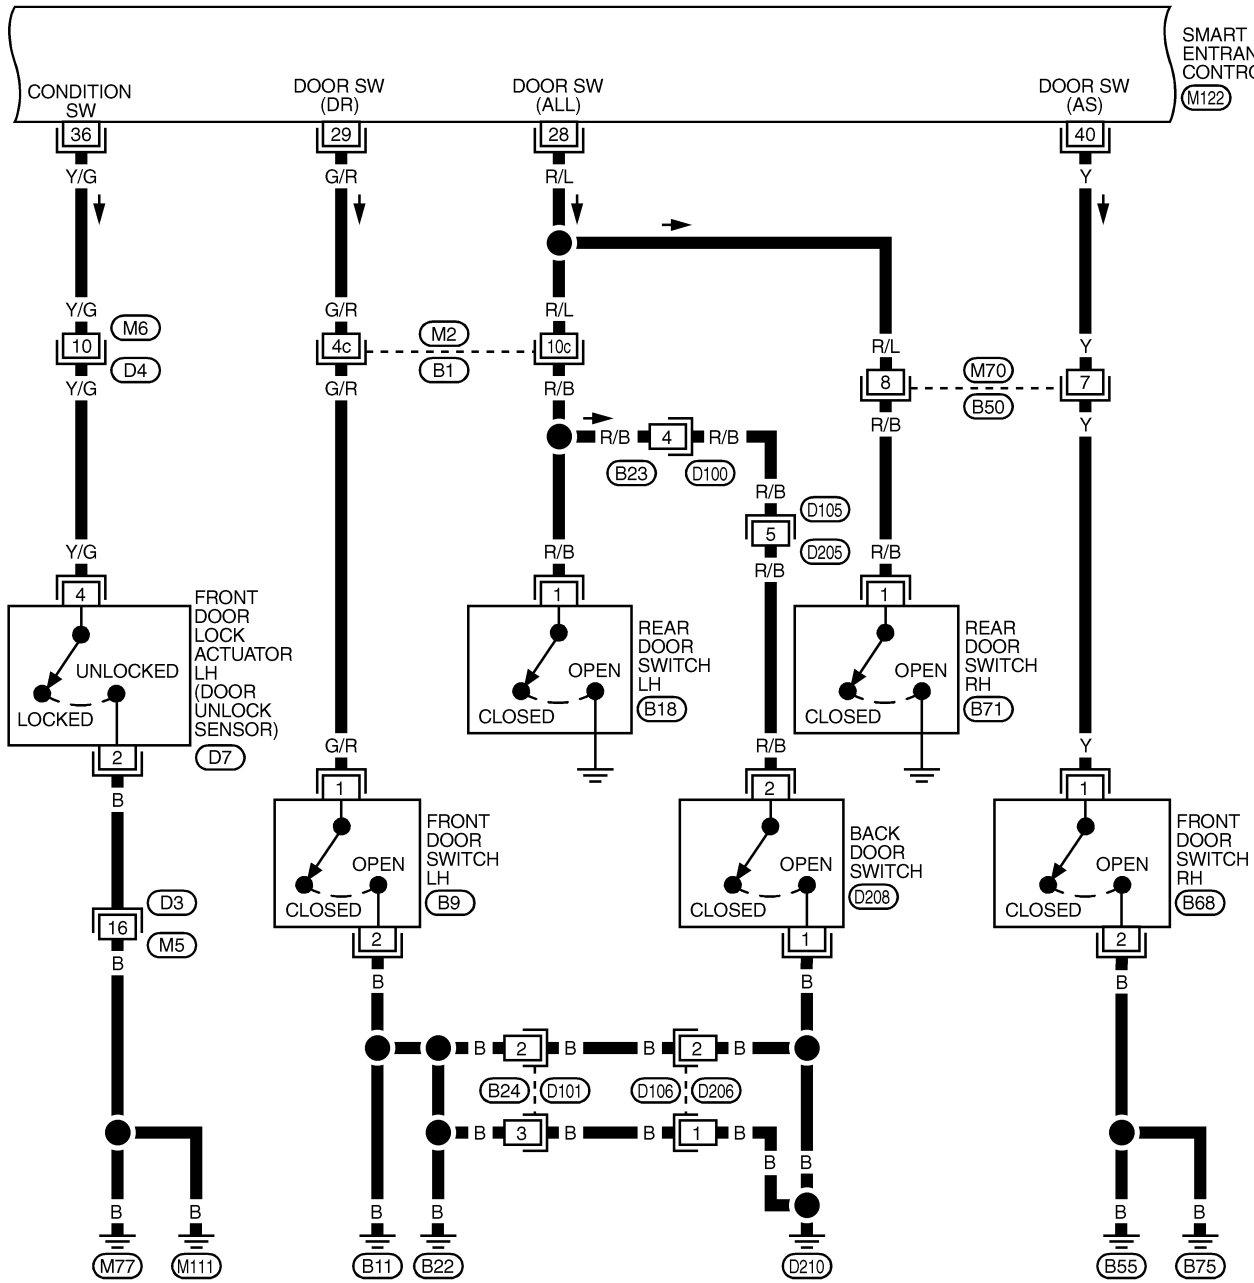 SMART
ENTRAN
CONTRO
M122
CONDITION
SW
DOOR SW
(DR)
DOOR SW
(ALL)
DOOR SW
(AS)
36
29
28
40
Y/G
G/R
R/L
Y
Y/G
G/R
R/L
M6
10
D4
4c
M2
B1
10c
R/L
Y
8
M70
B50
7
Y/G
G/R
R/B
R/B
Y
R/B
4
R/B
B23
D100
R/B
D105
5
D205
Y/G
R/B
R/B
R/B
4
1
1
UNLOCKED
LOCKED
FRONT
DOOR
LOCK
ACTUATOR
LH
(DOOR
UNLOCK
SENSOR)
D7
2
OPEN
CLOSED
REAR
DOOR
SWITCH
LH
B18
OPEN
CLOSED
REAR
DOOR
SWITCH
RH
B71
G/R
R/B
Y
1
2
1
B
OPEN
CLOSED
FRONT
DOOR
SWITCH
LH
B9
OPEN
CLOSED
BACK
DOOR
SWITCH
D208
OPEN
CLOSED
FRONT
DOOR
SWITCH
RH
B68
D3
16
M5
2
1
2
B
B
B
B
B
2
B
B
2
B
B24
D101
D106
D206
B
3
B
B
1
B
B
B
B
B
B
B
B
B
M77
M111
B11
B22
D210
B55
B75